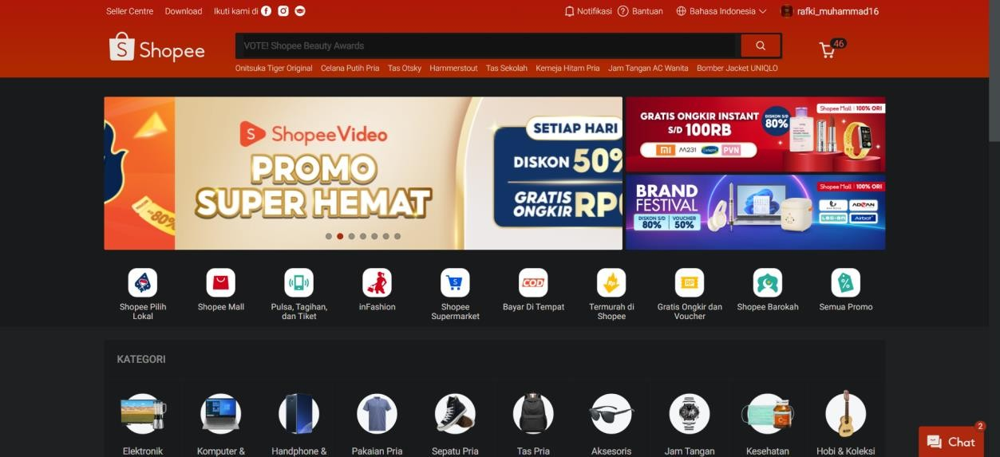 Seller Centre Download Ikuti kami di
Notifikasi Bantuan Bahasa Indonesia rafki_muhammad16
Shopee
VOTE! Shopee Beauty Awards
46
Onitsuka Tiger Original Celana Putih Pria Tas Otsky Hammerstout Tas Sekolah Kemeja Hitam Pria Jam Tangan AC Wanita Bomber Jacket UNIQLO
-80%
ShopeeVideo
PROMO
SUPER HEMAT
SETIAP HARI
DISKON 50%
GRATIS
ONGKIR RP0
Shopee Mall 100% ORI
GRATIS ONGKIR INSTANT
S/D 100RB
DISKON S/D
80%
mi M231 Cetaphil PVN
Shopee Mall 100% ORI
BRAND
FESTIVAL
DISKON S/D
80%
VOUCHER
50%
ADVAN
Airbot
COD
Rp
RP
Shopee Pilih
Lokal
Shopee Mall
Pulsa, Tagihan,
dan Tiket
inFashion
Shopee
Supermarket
Bayar Di Tempat
Termurah di
Shopee
Gratis Ongkir dan
Voucher
Shopee Barokah
Semua Promo
KATEGORI
Elektronik
Komputer &
Handphone &
Pakaian Pria
Sepatu Pria
Tas Pria
Aksesoris
Jam Tangan
Kesehatan
Hobi & Koleksi
Chat
2